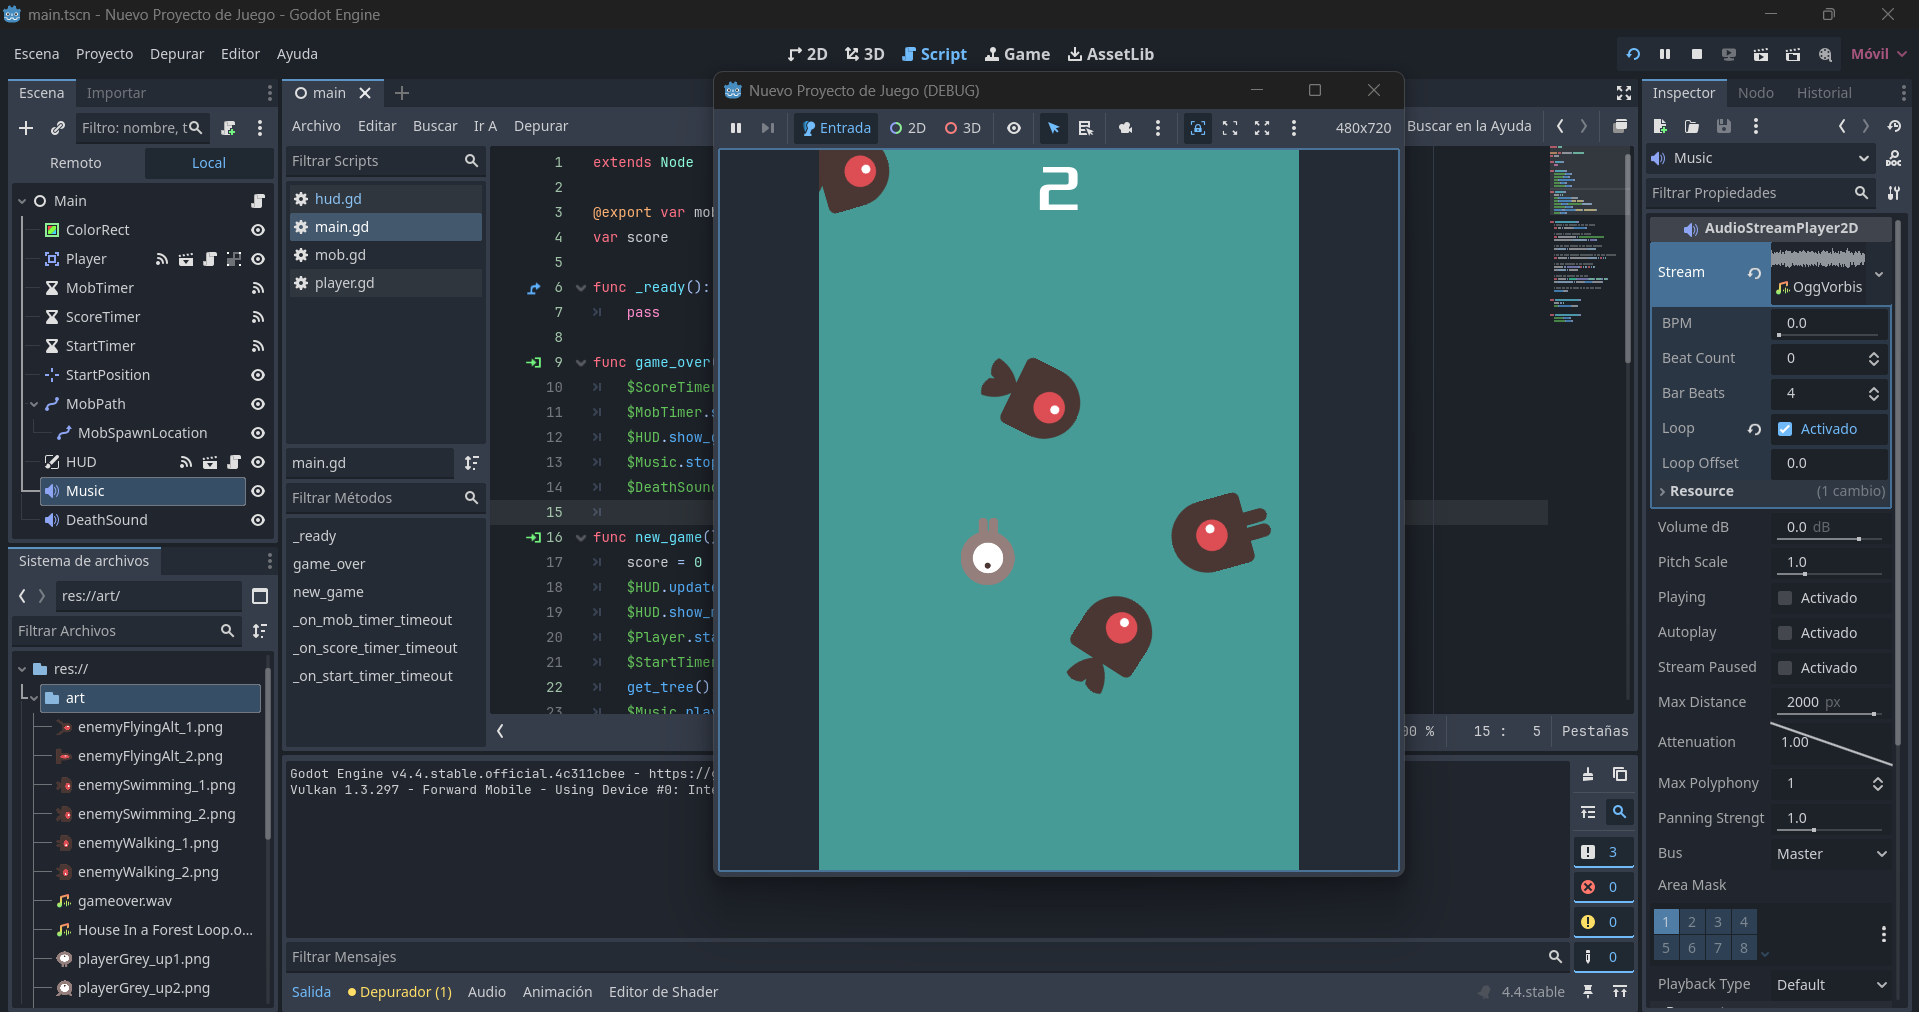 main.tscn - Nuevo Proyecto de Juego - Godot Engine
Escena Proyecto Depurar Editor Ayuda
2D 3D Script Game AssetLib
Móvil
Escena Importar
Filtro: nombre, t
Remoto Local
Main
ColorRect
Player
MobTimer
ScoreTimer
StartTimer
StartPosition
MobPath
MobSpawnLocation
HUD
Music
DeathSound
Sistema de archivos
res://art/
Filtrar Archivos
res://
art
enemyFlyingAlt_1.png
enemyFlyingAlt_2.png
enemySwimming_1.png
enemySwimming_2.png
enemyWalking_1.png
enemyWalking_2.png
gameover.wav
House In a Forest Loop.o...
playerGrey_up1.png
playerGrey_up2.png
main
Archivo Editar Buscar Ir A Depurar
Buscar en la Ayuda
Filtrar Scripts
hud.gd
main.gd
mob.gd
player.gd
main.gd
Filtrar Métodos
_ready
game_over
new_game
_on_mob_timer_timeout
_on_score_timer_timeout
_on_start_timer_timeout
1 extends Node
2
3 @export var mo
4 var score
5
6 func _ready():
7 pass
8
9 func game_over
10 $ScoreTimer
11 $MobTimer.
12 $HUD.show_
13 $Music.stop
14 $DeathSound
15
16 func new_game(
17 score = 0
18 $HUD.update
19 $HUD.show_
20 $Player.sta
21 $StartTimer
22 get_tree()
23 $Music.play
00 % 15 : 5 Pestañas
Nuevo Proyecto de Juego (DEBUG)
Entrada 2D 3D 480x720
2
Godot Engine v4.4.stable.official.4c311cbee - https://
Vulkan 1.3.297 - Forward Mobile - Using Device #0: Inte
3
0
0
0
Filtrar Mensajes
Salida Depurador (1) Audio Animación Editor de Shader
4.4.stable
Inspector Nodo Historial
Music
DOC
Filtrar Propiedades
AudioStreamPlayer2D
Stream OggVorbis
BPM 0.0
Beat Count 0
Bar Beats 4
Loop Activado
Loop Offset 0.0
Resource (1 cambio)
Volume dB 0.0 dB
Pitch Scale 1.0
Playing Activado
Autoplay Activado
Stream Paused Activado
Max Distance 2000 px
Attenuation 1.00
Max Polyphony 1
Panning Strengt 1.0
Bus Master
Area Mask
1 2 3 4
5 6 7 8
Playback Type Default